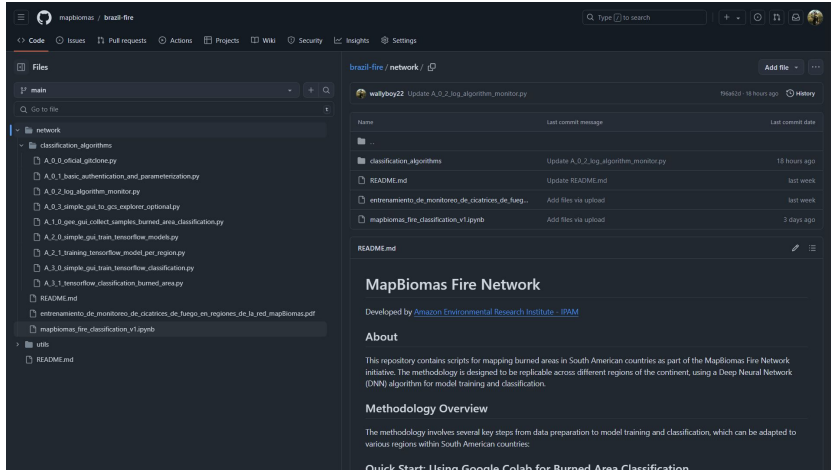 mapbiomas / brazil-fire
Type / to search
Code
Issues
Pull requests
Actions
Projects
Wiki
Security
Insights
Settings
Files
main
Go to file
t
network
classification_algorithms
A_0_0_oficial_gitclone.py
A_0_1_basic_authentication_and_parameterization.py
A_0_2_log_algorithm_monitor.py
A_0_3_simple_gui_to_gcs_explorer_optional.py
A_1_0_gee_gui_collect_samples_burned_area_classification.py
A_2_0_simple_gui_train_tensorflow_models.py
A_2_1_training_tensorflow_model_per_region.py
A_3_0_simple_gui_train_tensorflow_classification.py
A_3_1_tensorflow_classification_burned_area.py
README.md
entrenamiento_de_monitoreo_de_cicatrices_de_fuego_en_regiones_de_la_red_mapBiomas.pdf
mapbiomas_fire_classification_v1.ipynb
utils
README.md
brazil-fire / network /
Add file
wallyboy22 Update A_0_2_log_algorithm_monitor.py
18 hours ago
History
Name Last commit message Last commit date
..
classification_algorithms Update A_0_2_log_algorithm_monitor.py 18 hours ago
README.md Update README.md last week
entrenamiento_de_monitoreo_de_cicatrices_de_fueg... Add files via upload last week
mapbiomas_fire_classification_v1.ipynb Add files via upload 3 days ago
README.md
MapBiomas Fire Network
Developed by Amazon Environmental Research Institute - IPAM
About
This repository contains scripts for mapping burned areas in South American countries as part of the MapBiomas Fire Network
initiative. The methodology is designed to be replicable across different regions of the continent, using a Deep Neural Network
(DNN) algorithm for model training and classification.
Methodology Overview
The methodology involves several key steps from data preparation to model training and classification, which can be adapted to
various regions within South American countries:
Quick Start: Using Google Colab for Burned Area Classification